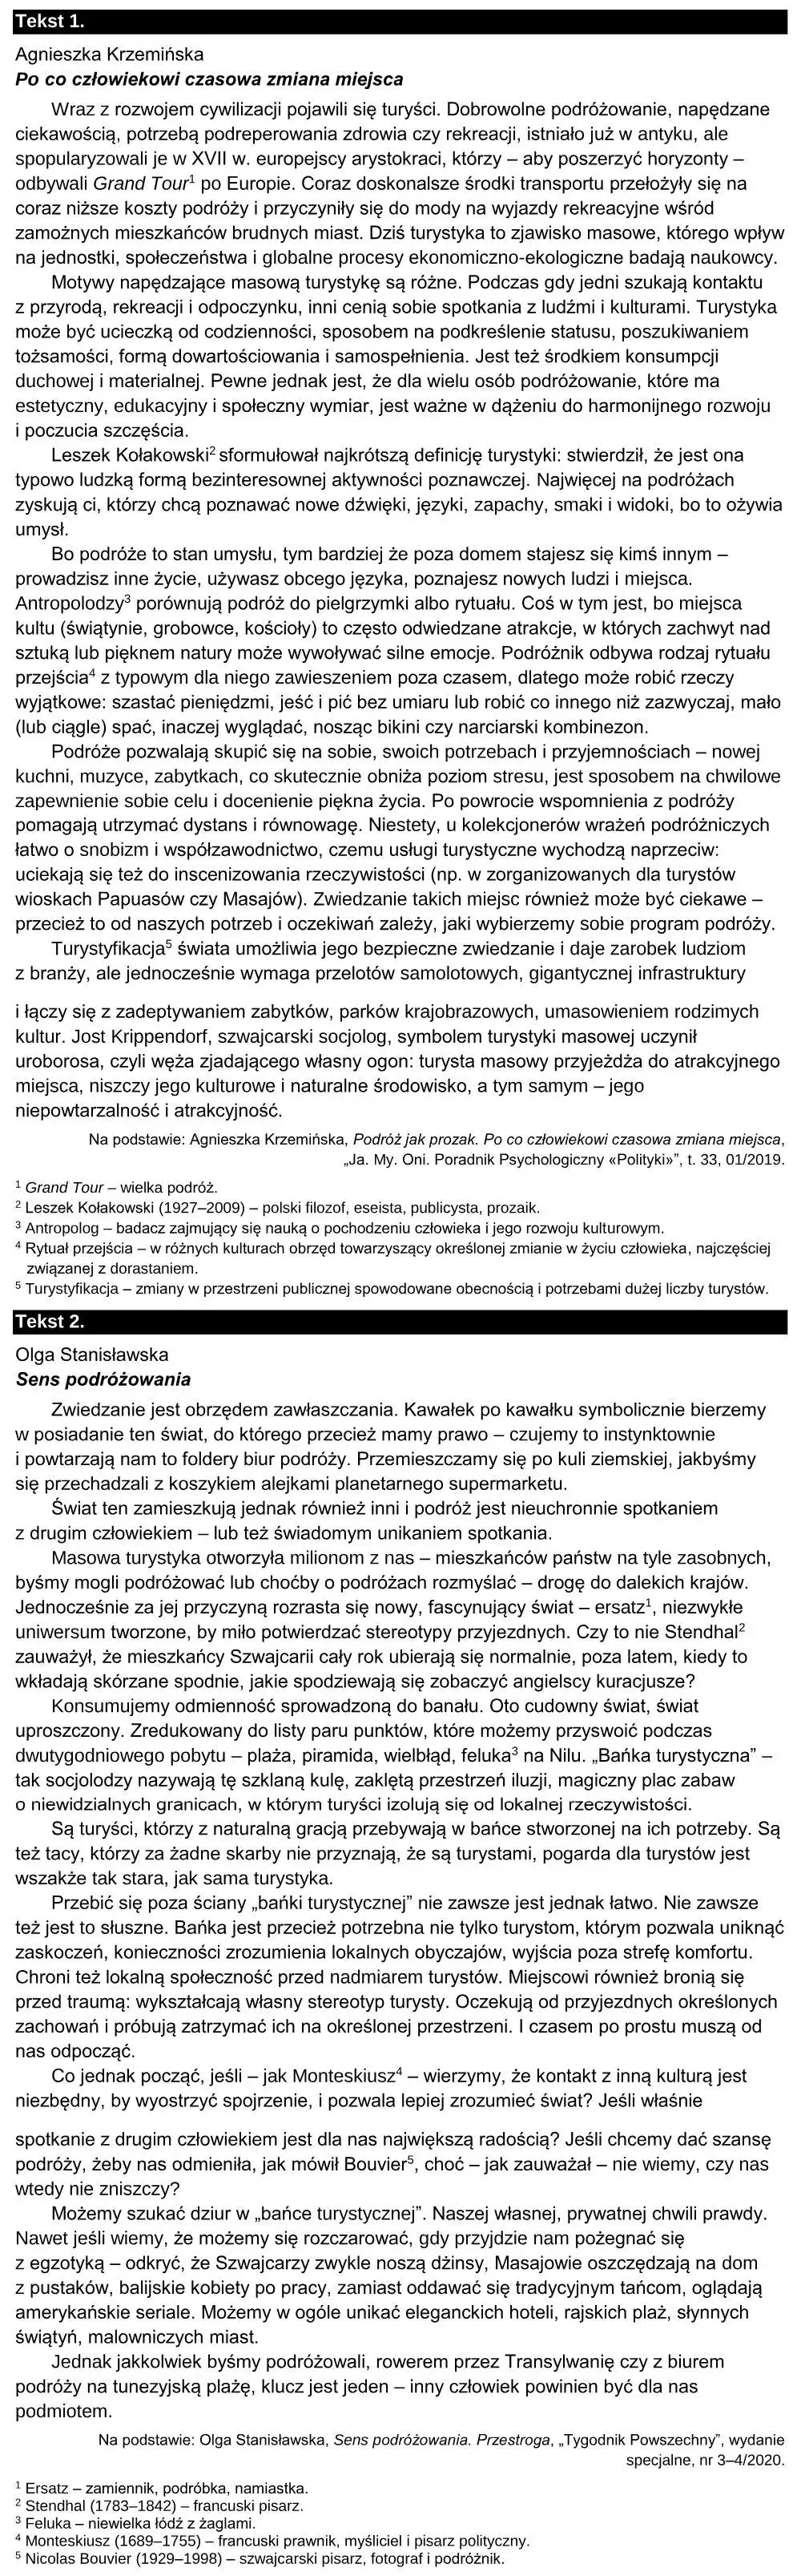 Tekst 1.
Agnieszka Krzemińska
Po co człowiekowi czasowa zmiana miejsca
Wraz z rozwojem cywilizacji pojawili się turyści. Dobrowolne podróżowanie, napędzane
ciekawością, potrzebą podreperowania zdrowia czy rekreacji, istniało już w antyku, ale
spopularyzowali je w XVII w. europejscy arystokraci, którzy – aby poszerzyć horyzonty –
odbywali Grand Tour¹ po Europie. Coraz doskonalsze środki transportu przełożyły się na
coraz niższe koszty podróży i przyczyniły się do mody na wyjazdy rekreacyjne wśród
zamożnych mieszkańców brudnych miast. Dziś turystyka to zjawisko masowe, którego wpływ
na jednostki, społeczeństwa i globalne procesy ekonomiczno-ekologiczne badają naukowcy.
Motywy napędzające masową turystykę są różne. Podczas gdy jedni szukają kontaktu
z przyrodą, rekreacji i odpoczynku, inni cenią sobie spotkania z ludźmi i kulturami. Turystyka
może być ucieczką od codzienności, sposobem na podkreślenie statusu, poszukiwaniem
tożsamości, formą dowartościowania i samospełnienia. Jest też środkiem konsumpcji
duchowej i materialnej. Pewne jednak jest, że dla wielu osób podróżowanie, które ma
estetyczny, edukacyjny i społeczny wymiar, jest ważne w dążeniu do harmonijnego rozwoju
i poczucia szczęścia.
Leszek Kołakowski² sformułował najkrótszą definicję turystyki: stwierdził, że jest ona
typowo ludzką formą bezinteresownej aktywności poznawczej. Najwięcej na podróżach
zyskują ci, którzy chcą poznawać nowe dźwięki, języki, zapachy, smaki i widoki, bo to ożywia
umysł.
Bo podróże to stan umysłu, tym bardziej że poza domem stajesz się kimś innym –
prowadzisz inne życie, używasz obcego języka, poznajesz nowych ludzi i miejsca.
Antropolodzy³ porównują podróż do pielgrzymki albo rytuału. Coś w tym jest, bo miejsca
kultu (świątynie, grobowce, kościoły) to często odwiedzane atrakcje, w których zachwyt nad
sztuką lub pięknem natury może wywoływać silne emocje. Podróżnik odbywa rodzaj rytuału
przejścia⁴ z typowym dla niego zawieszeniem poza czasem, dlatego może robić rzeczy
wyjątkowe: szastać pieniędzmi, jeść i pić bez umiaru lub robić co innego niż zazwyczaj, mało
(lub ciągle) spać, inaczej wyglądać, nosząc bikini czy narciarski kombinezon.
Podróże pozwalają skupić się na sobie, swoich potrzebach i przyjemnościach – nowej
kuchni, muzyce, zabytkach, co skutecznie obniża poziom stresu, jest sposobem na chwilowe
zapewnienie sobie celu i docenienie piękna życia. Po powrocie wspomnienia z podróży
pomagają utrzymać dystans i równowagę. Niestety, u kolekcjonerów wrażeń podróżniczych
łatwo o snobizm i współzawodnictwo, czemu usługi turystyczne wychodzą naprzeciw:
uciekają się też do inscenizowania rzeczywistości (np. w zorganizowanych dla turystów
wioskach Papuasów czy Masajów). Zwiedzanie takich miejsc również może być ciekawe –
przecież to od naszych potrzeb i oczekiwań zależy, jaki wybierzemy sobie program podróży.
Turystyfikacja⁵ świata umożliwia jego bezpieczne zwiedzanie i daje zarobek ludziom
z branży, ale jednocześnie wymaga przelotów samolotowych, gigantycznej infrastruktury
i łączy się z zadeptywaniem zabytków, parków krajobrazowych, umasowieniem rodzimych
kultur. Jost Krippendorf, szwajcarski socjolog, symbolem turystyki masowej uczynił
uroborosa, czyli węża zjadającego własny ogon: turysta masowy przyjeżdża do atrakcyjnego
miejsca, niszczy jego kulturowe i naturalne środowisko, a tym samym – jego
niepowtarzalność i atrakcyjność.
Na podstawie: Agnieszka Krzemińska, Podróż jak prozak. Po co człowiekowi czasowa zmiana miejsca,
„Ja. My. Oni. Poradnik Psychologiczny «Polityki»”, t. 33, 01/2019.
¹ Grand Tour – wielka podróż.
² Leszek Kołakowski (1927–2009) – polski filozof, eseista, publicysta, prozaik.
³ Antropolog – badacz zajmujący się nauką o pochodzeniu człowieka i jego rozwoju kulturowym.
⁴ Rytuał przejścia – w różnych kulturach obrzęd towarzyszący określonej zmianie w życiu człowieka, najczęściej
związanej z dorastaniem.
⁵ Turystyfikacja – zmiany w przestrzeni publicznej spowodowane obecnością i potrzebami dużej liczby turystów.
Tekst 2.
Olga Stanisławska
Sens podróżowania
Zwiedzanie jest obrzędem zawłaszczania. Kawałek po kawałku symbolicznie bierzemy
w posiadanie ten świat, do którego przecież mamy prawo – czujemy to instynktownie
i powtarzają nam to foldery biur podróży. Przemieszczamy się po kuli ziemskiej, jakbyśmy
się przechadzali z koszykiem alejkami planetarnego supermarketu.
Świat ten zamieszkują jednak również inni i podróż jest nieuchronnie spotkaniem
z drugim człowiekiem – lub też świadomym unikaniem spotkania.
Masowa turystyka otworzyła milionom z nas – mieszkańców państw na tyle zasobnych,
byśmy mogli podróżować lub choćby o podróżach rozmyślać – drogę do dalekich krajów.
Jednocześnie za jej przyczyną rozrasta się nowy, fascynujący świat – ersatz¹, niezwykłe
uniwersum tworzone, by miło potwierdzać stereotypy przyjezdnych. Czy to nie Stendhal²
zauważył, że mieszkańcy Szwajcarii cały rok ubierają się normalnie, poza latem, kiedy to
wkładają skórzane spodnie, jakie spodziewają się zobaczyć angielscy kuracjusze?
Konsumujemy odmienność sprowadzoną do banału. Oto cudowny świat, świat
uproszczony. Zredukowany do listy paru punktów, które możemy przyswoić podczas
dwutygodniowego pobytu – plaża, piramida, wielbłąd, feluka³ na Nilu. „Bańka turystyczna” –
tak socjolodzy nazywają tę szklaną kulę, zaklętą przestrzeń iluzji, magiczny plac zabaw
o niewidzialnych granicach, w którym turyści izolują się od lokalnej rzeczywistości.
Są turyści, którzy z naturalną gracją przebywają w bańce stworzonej na ich potrzeby. Są
też tacy, którzy za żadne skarby nie przyznają, że są turystami, pogarda dla turystów jest
wszakże tak stara, jak sama turystyka.
Przebić się poza ściany „bańki turystycznej” nie zawsze jest jednak łatwo. Nie zawsze
też jest to słuszne. Bańka jest przecież potrzebna nie tylko turystom, którym pozwala uniknąć
zaskoczeń, konieczności zrozumienia lokalnych obyczajów, wyjścia poza strefę komfortu.
Chroni też lokalną społeczność przed nadmiarem turystów. Miejscowi również bronią się
przed traumą: wykształcają własny stereotyp turysty. Oczekują od przyjezdnych określonych
zachowań i próbują zatrzymać ich na określonej przestrzeni. I czasem po prostu muszą od
nas odpocząć.
Co jednak począć, jeśli – jak Monteskiusz⁴ – wierzymy, że kontakt z inną kulturą jest
niezbędny, by wyostrzyć spojrzenie, i pozwala lepiej zrozumieć świat? Jeśli właśnie
spotkanie z drugim człowiekiem jest dla nas największą radością? Jeśli chcemy dać szansę
podróży, żeby nas odmieniła, jak mówił Bouvier⁵, choć – jak zauważał – nie wiemy, czy nas
wtedy nie zniszczy?
Możemy szukać dziur w „bańce turystycznej”. Naszej własnej, prywatnej chwili prawdy.
Nawet jeśli wiemy, że możemy się rozczarować, gdy przyjdzie nam pożegnać się
z egzotyką – odkryć, że Szwajcarzy zwykle noszą dżinsy, Masajowie oszczędzają na dom
z pustaków, balijskie kobiety po pracy, zamiast oddawać się tradycyjnym tańcom, oglądają
amerykańskie seriale. Możemy w ogóle unikać eleganckich hoteli, rajskich plaż, słynnych
świątyń, malowniczych miast.
Jednak jakkolwiek byśmy podróżowali, rowerem przez Transylwanię czy z biurem
podróży na tunezyjską plażę, klucz jest jeden – inny człowiek powinien być dla nas
podmiotem.
Na podstawie: Olga Stanisławska, Sens podróżowania. Przestroga, „Tygodnik Powszechny”, wydanie
specjalne, nr 3–4/2020.
¹ Ersatz – zamiennik, podróbka, namiastka.
² Stendhal (1783–1842) – francuski pisarz.
³ Feluka – niewielka łódź z żaglami.
⁴ Monteskiusz (1689–1755) – francuski prawnik, myśliciel i pisarz polityczny.
⁵ Nicolas Bouvier (1929–1998) – szwajcarski pisarz, fotograf i podróżnik.